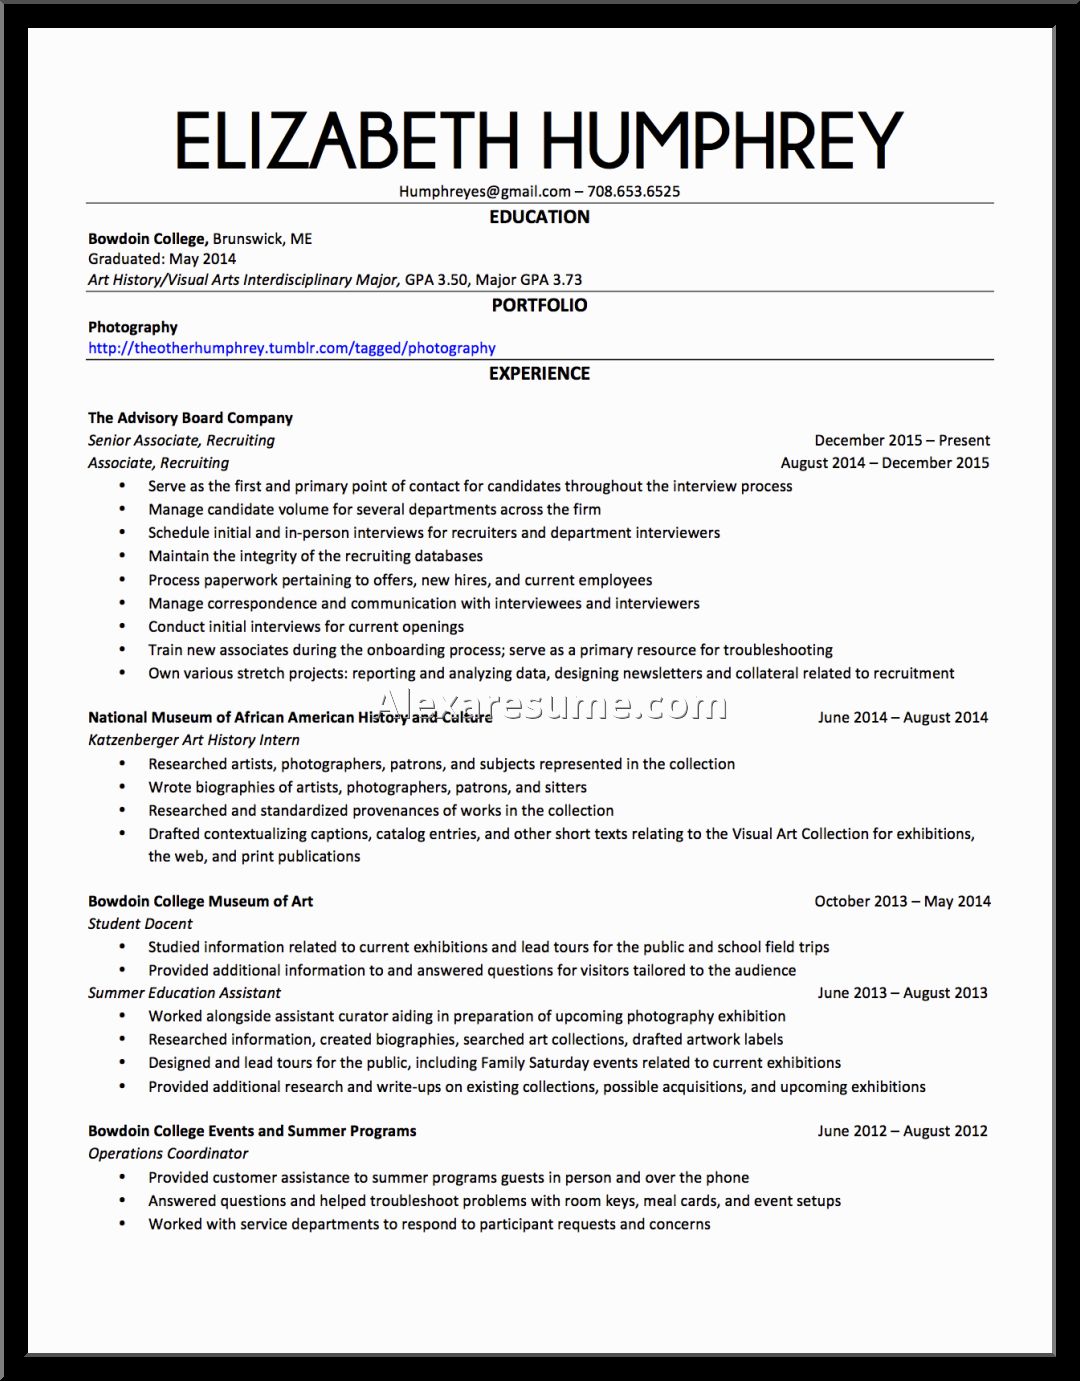 ELIZABETH HUMPHREY
Humphreyes@gmail.com – 708.653.6525
EDUCATION
Bowdoin College, Brunswick, ME
Graduated: May 2014
Art History/Visual Arts Interdisciplinary Major, GPA 3.50, Major GPA 3.73
PORTFOLIO
Photography
http://theotherhumphrey.tumblr.com/tagged/photography
EXPERIENCE
The Advisory Board Company
Senior Associate, Recruiting December 2015 – Present
Associate, Recruiting August 2014 – December 2015
• Serve as the first and primary point of contact for candidates throughout the interview process
• Manage candidate volume for several departments across the firm
• Schedule initial and in-person interviews for recruiters and department interviewers
• Maintain the integrity of the recruiting databases
• Process paperwork pertaining to offers, new hires, and current employees
• Manage correspondence and communication with interviewees and interviewers
• Conduct initial interviews for current openings
• Train new associates during the onboarding process; serve as a primary resource for troubleshooting
• Own various stretch projects: reporting and analyzing data, designing newsletters and collateral related to recruitment
Alexaresume.com
National Museum of African American History and Culture June 2014 – August 2014
Katzenberger Art History Intern
• Researched artists, photographers, patrons, and subjects represented in the collection
• Wrote biographies of artists, photographers, patrons, and sitters
• Researched and standardized provenances of works in the collection
• Drafted contextualizing captions, catalog entries, and other short texts relating to the Visual Art Collection for exhibitions,
the web, and print publications
Bowdoin College Museum of Art October 2013 – May 2014
Student Docent
• Studied information related to current exhibitions and lead tours for the public and school field trips
• Provided additional information to and answered questions for visitors tailored to the audience
Summer Education Assistant June 2013 – August 2013
• Worked alongside assistant curator aiding in preparation of upcoming photography exhibition
• Researched information, created biographies, searched art collections, drafted artwork labels
• Designed and lead tours for the public, including Family Saturday events related to current exhibitions
• Provided additional research and write-ups on existing collections, possible acquisitions, and upcoming exhibitions
Bowdoin College Events and Summer Programs June 2012 – August 2012
Operations Coordinator
• Provided customer assistance to summer programs guests in person and over the phone
• Answered questions and helped troubleshoot problems with room keys, meal cards, and event setups
• Worked with service departments to respond to participant requests and concerns